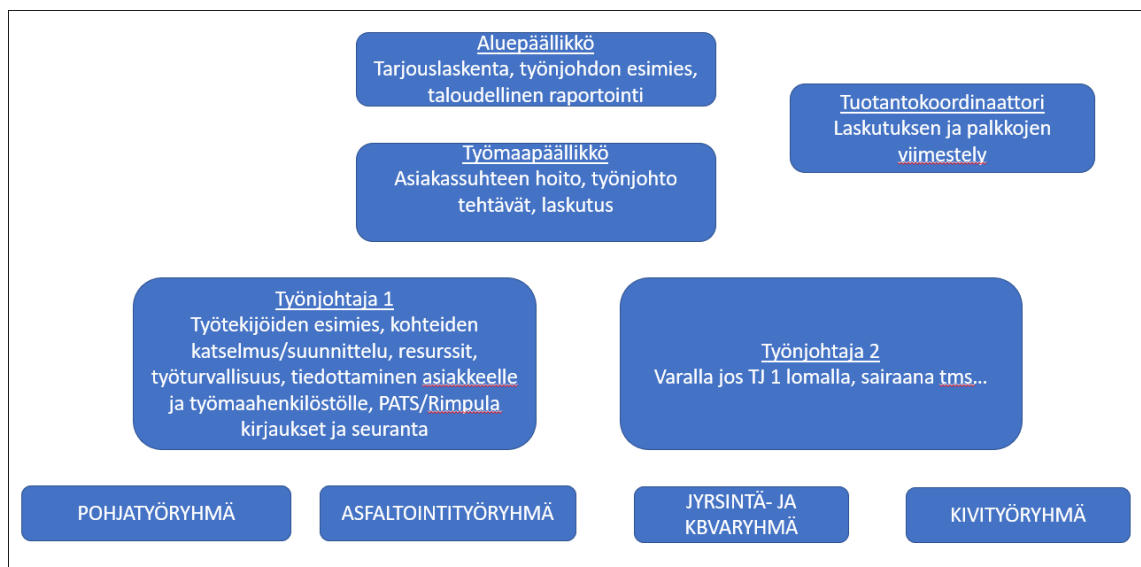 Aluepäällikkö
Tarjouslaskenta, työnjohdon esimies,
taloudellinen raportointi
Tuotantokoordinaattori
Laskutuksen ja palkkojen
viimestely
Työmaapäällikkö
Asiakassuhteen hoito, työnjohto
tehtävät, laskutus
Työnjohtaja 1
Työtekijöiden esimies, kohteiden
katselmus/suunnittelu, resurssit,
työturvallisuus, tiedottaminen asiakkeelle
ja työmaahenkilöstölle, PATS/Rimpula
kirjaukset ja seuranta
Työnjohtaja 2
Varalla jos TJ 1 lomalla, sairaana tms...
POHJATYÖRYHMÄ
ASFALTOINTITYÖRYHMÄ
JYRSINTÄ- JA
KBVARYHMÄ
KIVITYÖRYHMÄ